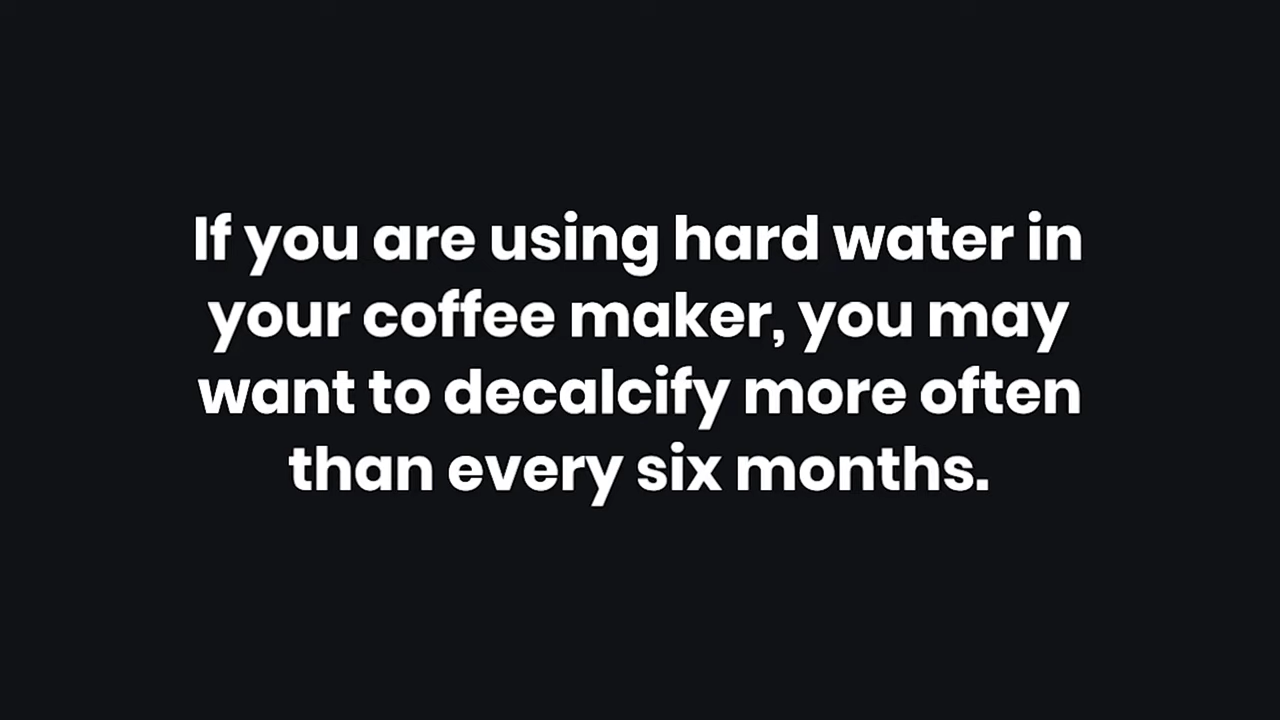 If you are using hard water in
your coffee maker, you may
want to decalcify more often
than every six months.